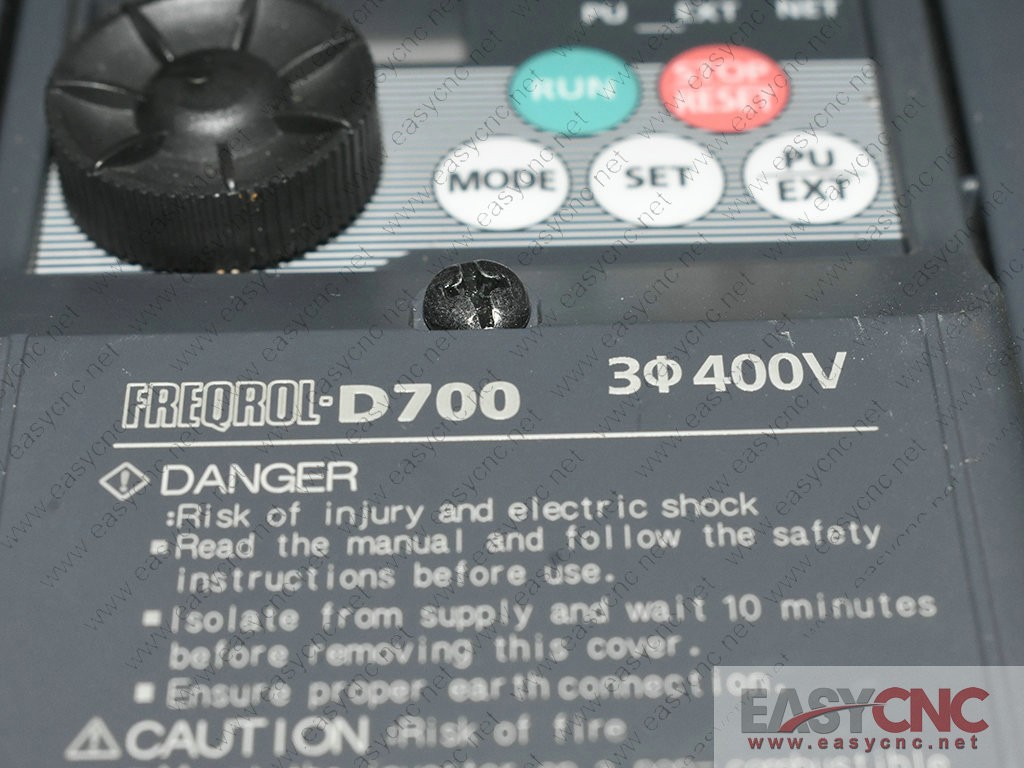 PU EXT NET
RUN STOP RESET
MODE SET PU EXT
FREQROL-D700 3Φ 400V
DANGER
:Risk of injury and electric shock
■Read the manual and follow the safety
instructions before use.
■Isolate from supply and wait 10 minutes
before removing this cover.
■Ensure proper earth connection.
CAUTION :Risk of fire
combustible
EASYCNC
www.easycnc.net